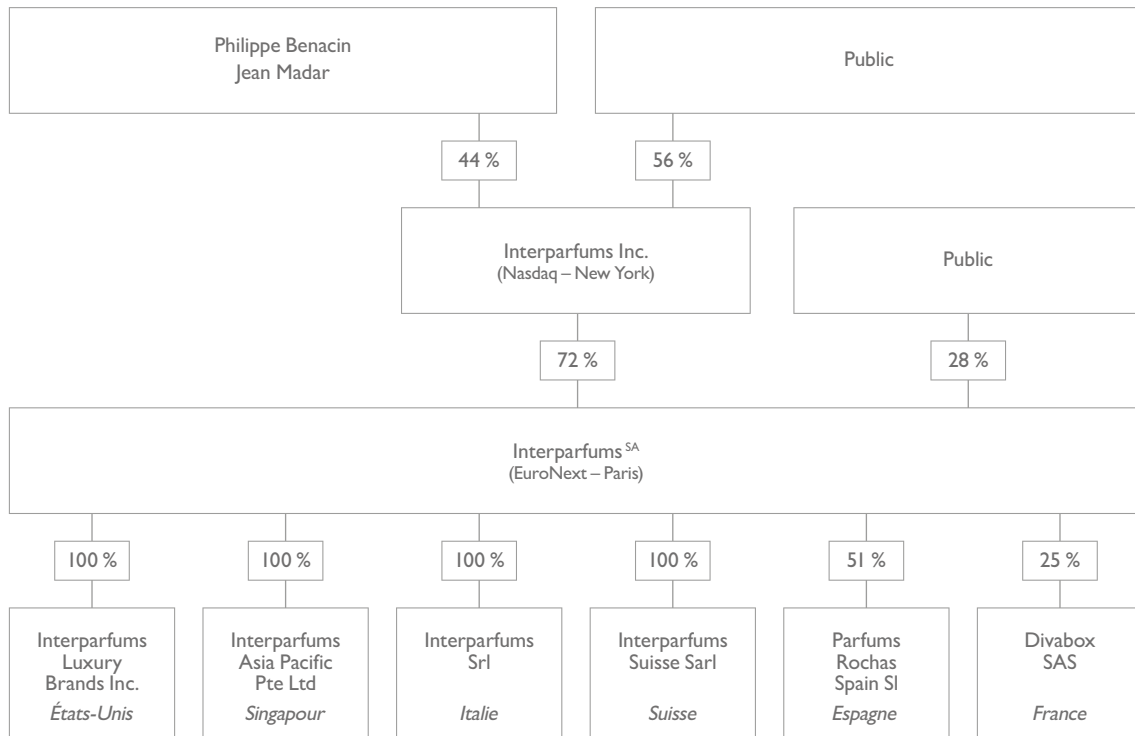 Philippe Benacin
Jean Madar
Public
44 %
56 %
Interparfums Inc.
(Nasdaq – New York)
Public
72 %
28 %
Interparfums SA
(EuroNext – Paris)
100 %
100 %
100 %
100 %
51 %
25 %
Interparfums
Luxury
Brands Inc.
États-Unis
Interparfums
Asia Pacific
Pte Ltd
Singapour
Interparfums
Srl
Italie
Interparfums
Suisse Sarl
Suisse
Parfums
Rochas
Spain Sl
Espagne
Divabox
SAS
France